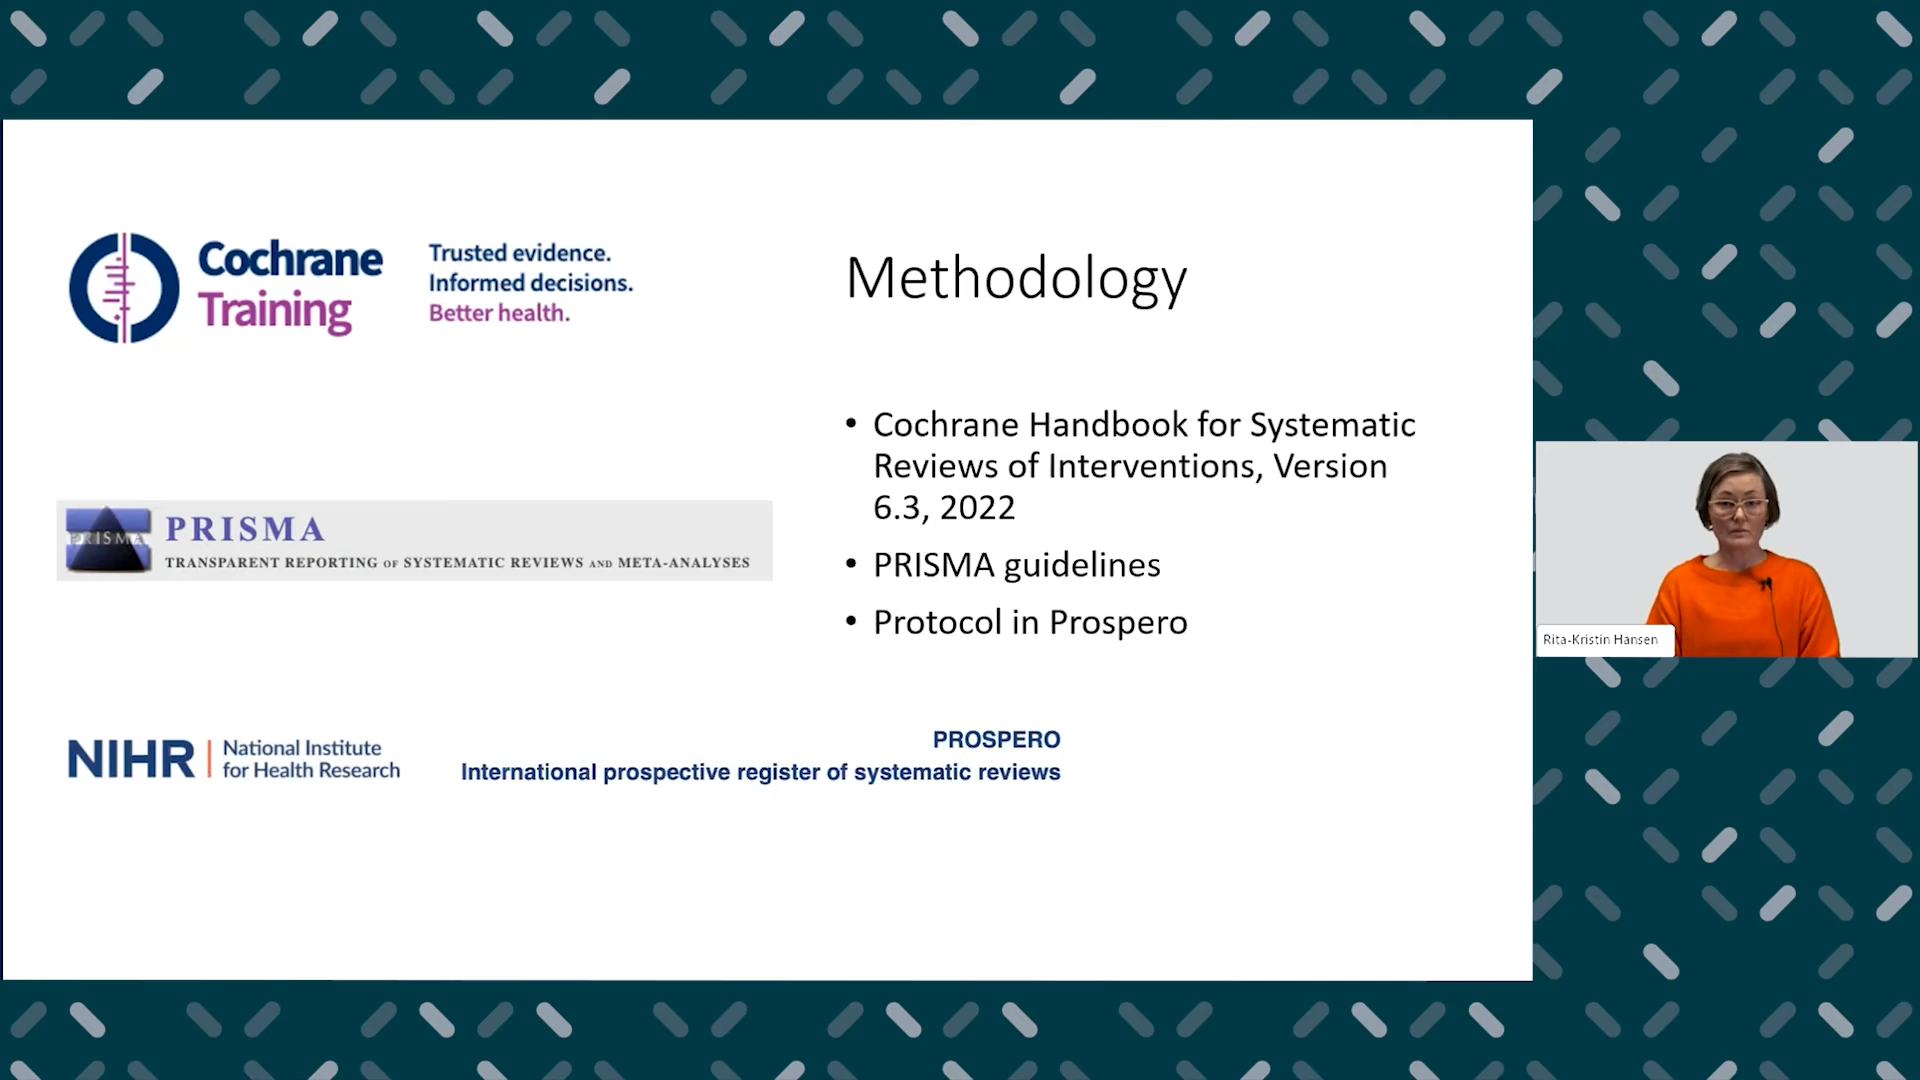 Cochrane
Training
Trusted evidence.
Informed decisions.
Better health.
Methodology
• Cochrane Handbook for Systematic
Reviews of Interventions, Version
6.3, 2022
• PRISMA guidelines
• Protocol in Prospero
PRISMA
PRISMA
TRANSPARENT REPORTING OF SYSTEMATIC REVIEWS AND META-ANALYSES
NIHR | National Institute
for Health Research
PROSPERO
International prospective register of systematic reviews
Rita-Kristin Hansen